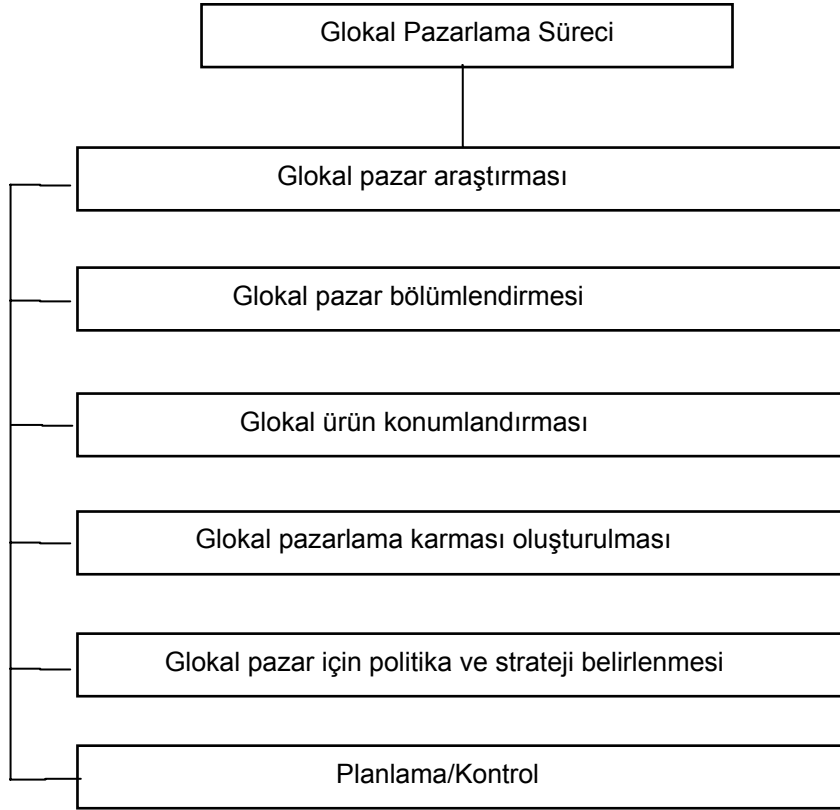 Glokal Pazarlama Süreci
Glokal pazar araştırması
Glokal pazar bölümlendirmesi
Glokal ürün konumlandırması
Glokal pazarlama karması oluşturulması
Glokal pazar için politika ve strateji belirlenmesi
Planlama/Kontrol